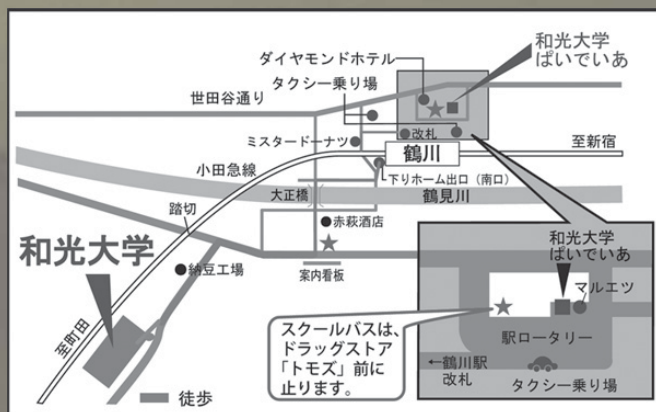 和光大学
ぱいでいあ
ダイヤモンドホテル
タクシー乗り場
世田谷通り
ミスタードーナツ
改札
至新宿
鶴川
小田急線
下りホーム出口(南口)
大正橋
鶴見川
踏切
赤萩酒店
和光大学
納豆工場
案内看板
和光大学
ぱいでいあ
マルエツ
至町田
スクールバスは、
ドラッグストア
「トモズ」前に
止ります。
駅ロータリー
←鶴川駅
改札
タクシー乗り場
徒歩